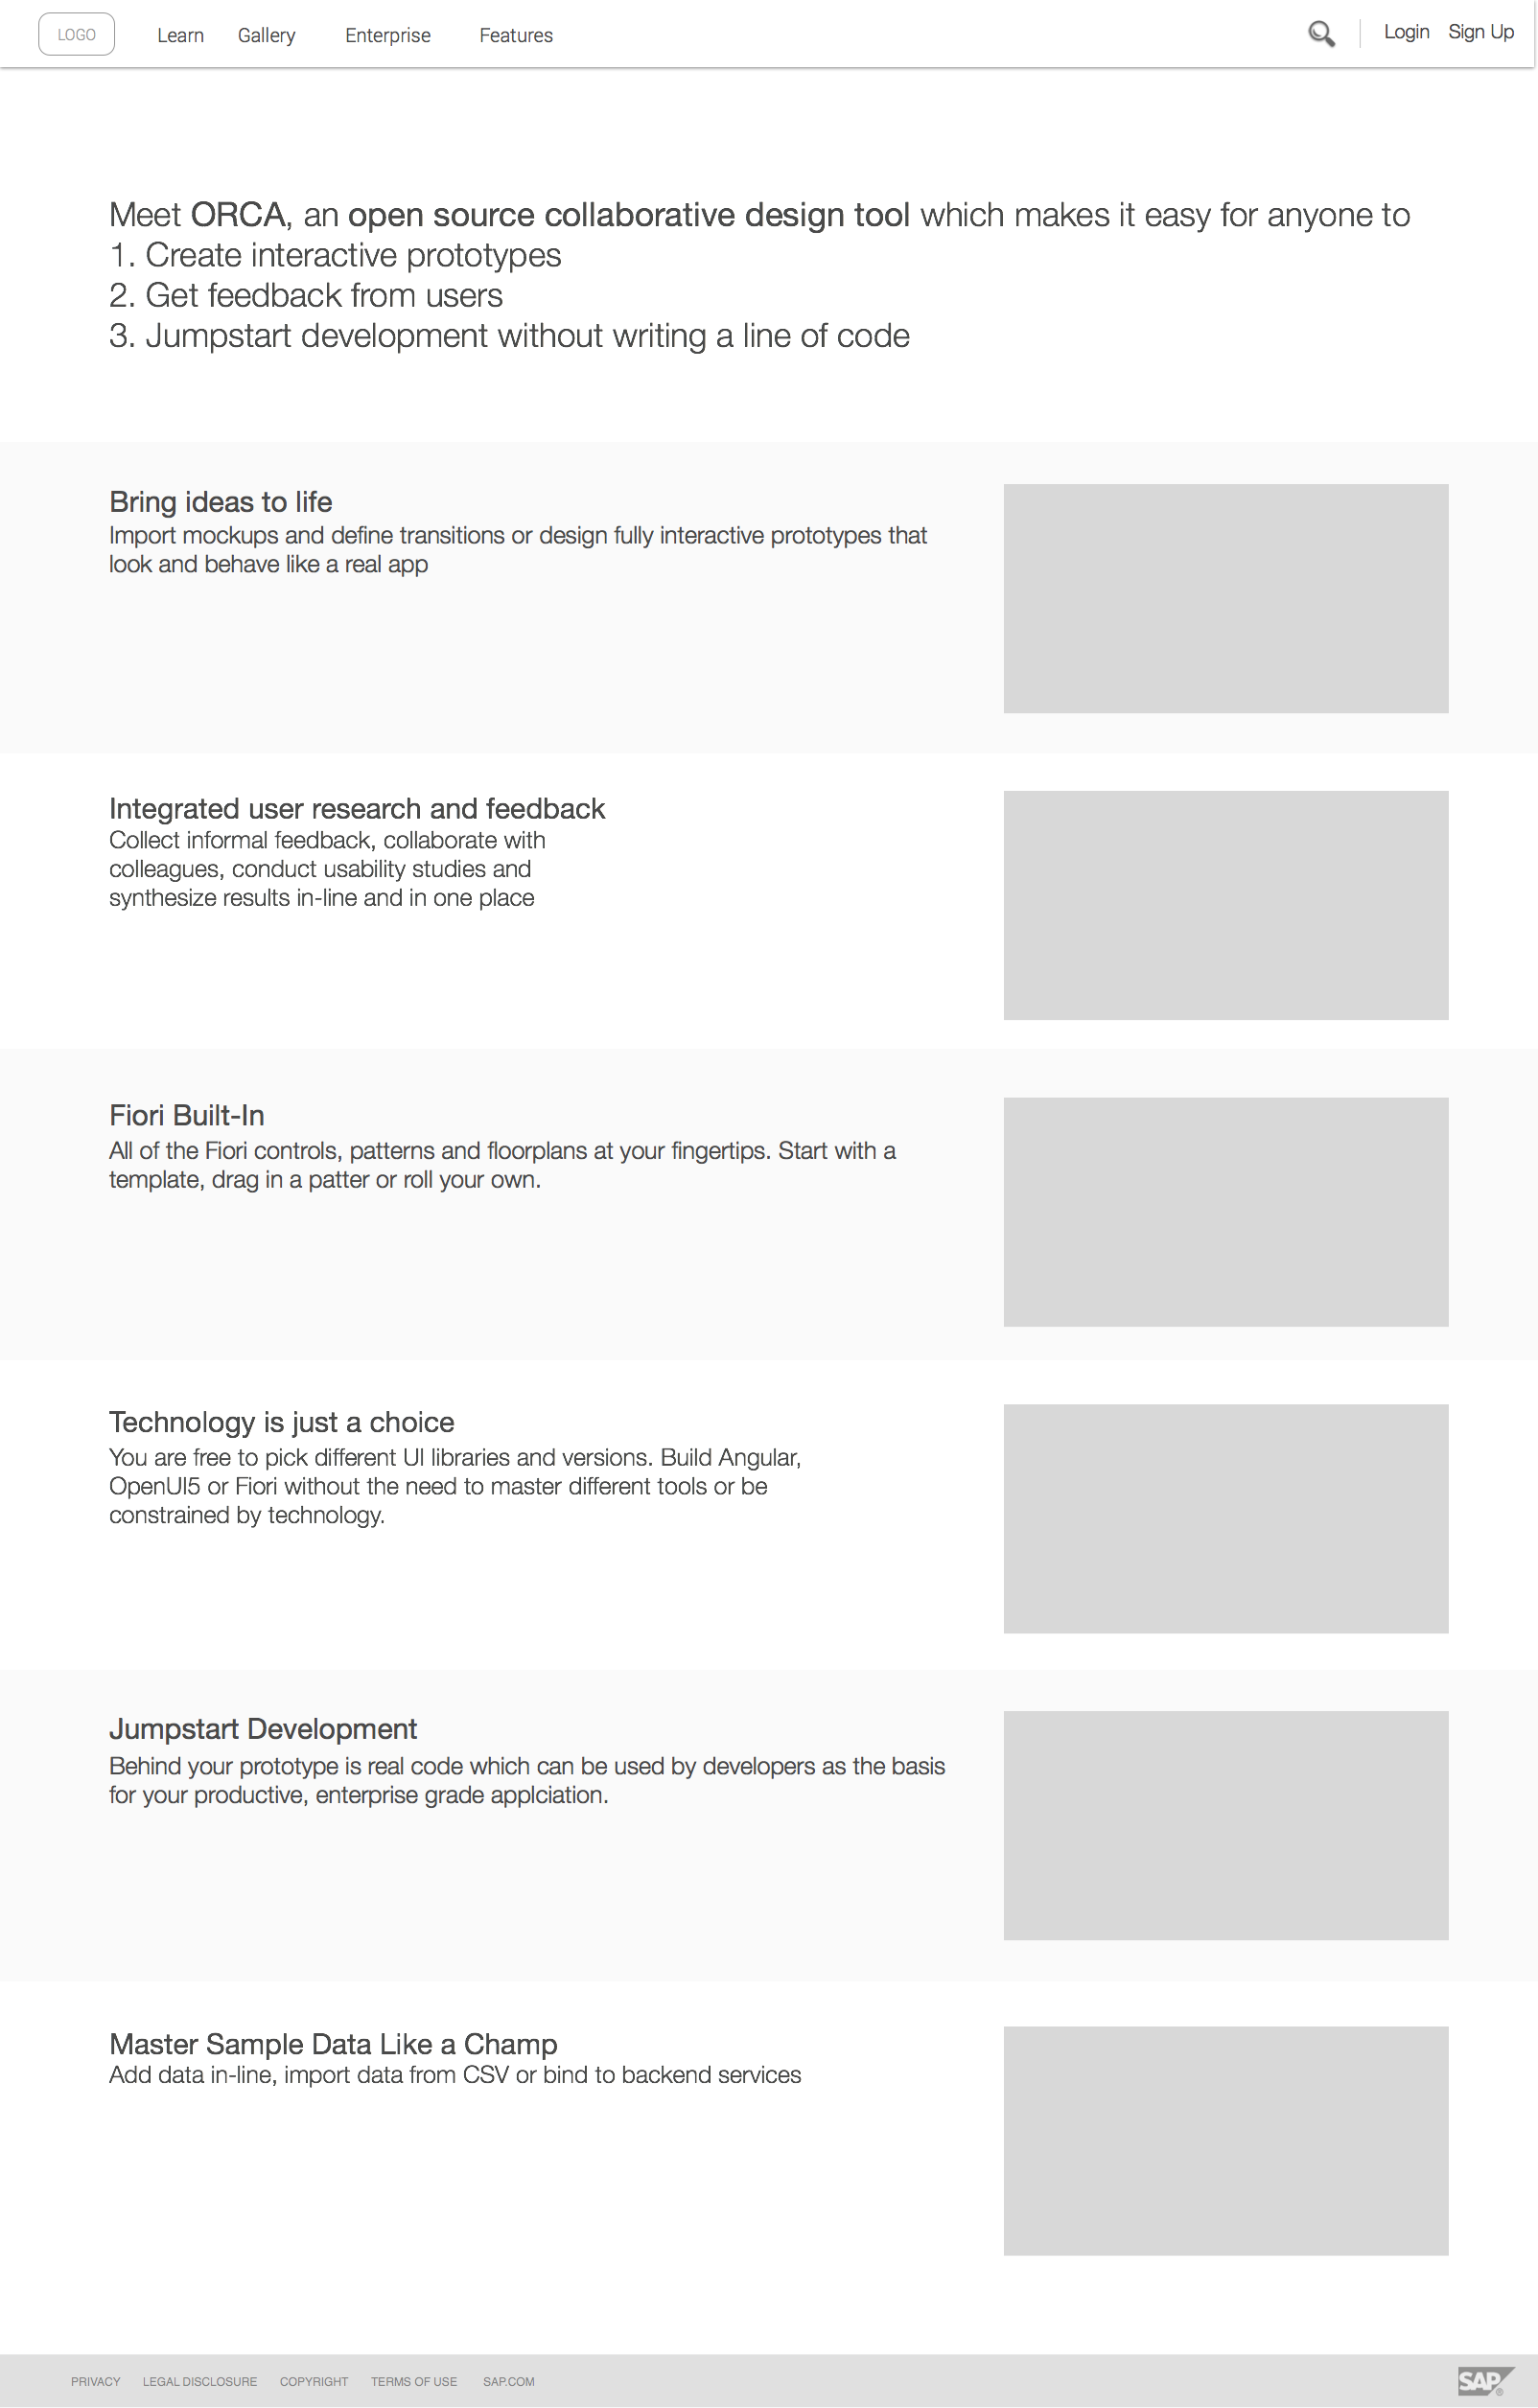 LOGO Learn Gallery Enterprise Features Login Sign Up
Meet ORCA, an open source collaborative design tool which makes it easy for anyone to
1. Create interactive prototypes
2. Get feedback from users
3. Jumpstart development without writing a line of code
Bring ideas to life
Import mockups and define transitions or design fully interactive prototypes that
look and behave like a real app
Integrated user research and feedback
Collect informal feedback, collaborate with
colleagues, conduct usability studies and
synthesize results in-line and in one place
Fiori Built-In
All of the Fiori controls, patterns and floorplans at your fingertips. Start with a
template, drag in a patter or roll your own.
Technology is just a choice
You are free to pick different UI libraries and versions. Build Angular,
OpenUI5 or Fiori without the need to master different tools or be
constrained by technology.
Jumpstart Development
Behind your prototype is real code which can be used by developers as the basis
for your productive, enterprise grade applciation.
Master Sample Data Like a Champ
Add data in-line, import data from CSV or bind to backend services
PRIVACY LEGAL DISCLOSURE COPYRIGHT TERMS OF USE SAP.COM SAP®